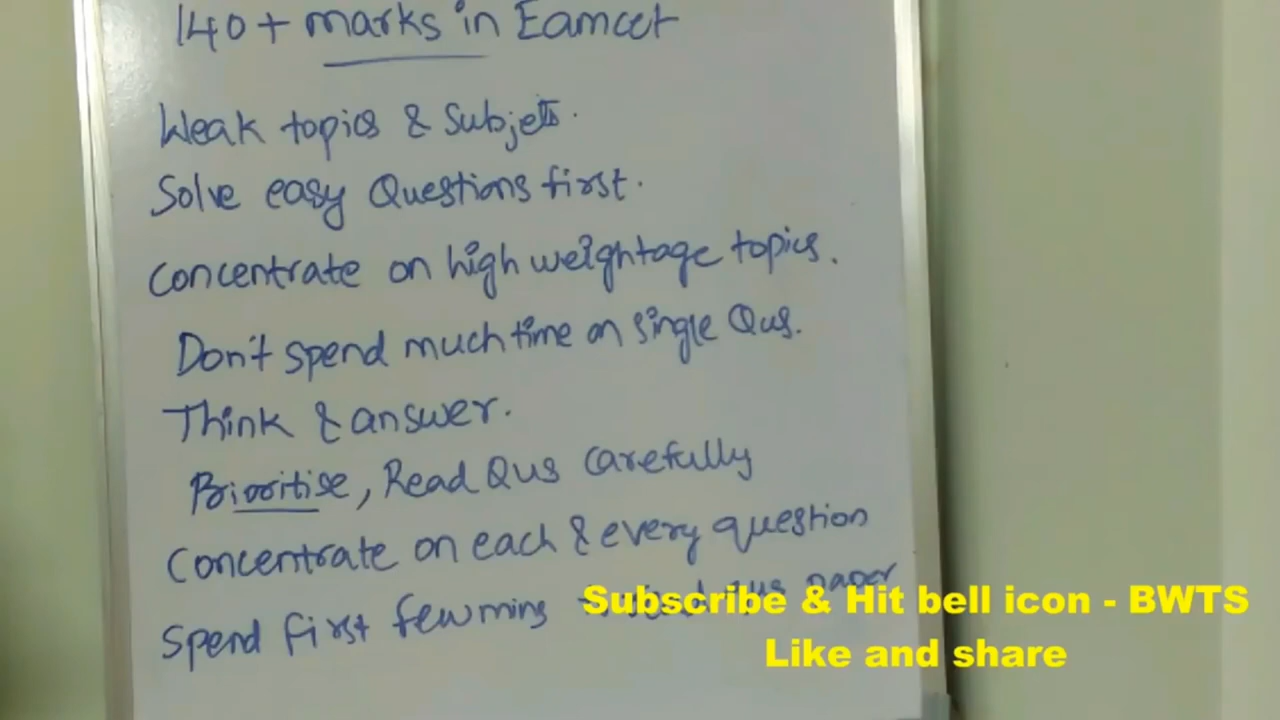 140 + marks in Eamcet
Weak topics & Subjets.
Solve easy Questions first.
Concentrate on high weightage topics.
Don't spend much time on single Qus.
Think & answer.
Prioritise, Read Qus Carefully
Concentrate on each & every question
Spend first few mins qus paper
Subscribe & Hit bell icon - BWTS
Like and share